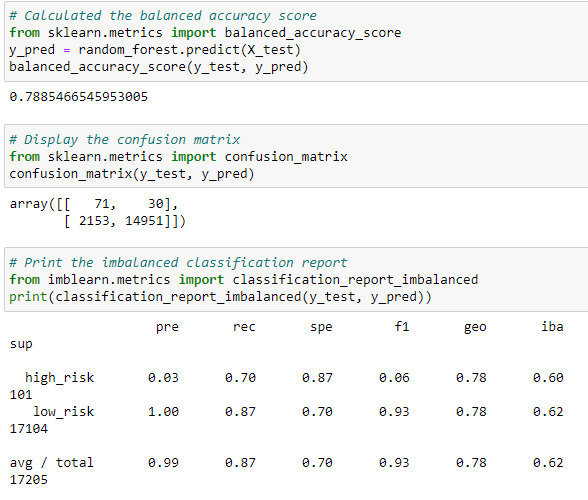 # Calculated the balanced accuracy score
from sklearn.metrics import balanced_accuracy_score
y_pred = random_forest.predict(X_test)
balanced_accuracy_score(y_test, y_pred)
0.7885466545953005
# Display the confusion matrix
from sklearn.metrics import confusion_matrix
confusion_matrix(y_test, y_pred)
array([[   71,    30],
       [ 2153, 14951]])
# Print the imbalanced classification report
from imblearn.metrics import classification_report_imbalanced
print(classification_report_imbalanced(y_test, y_pred))
                   pre       rec       spe        f1       geo       iba
sup
  high_risk       0.03      0.70      0.87      0.06      0.78      0.60
101
   low_risk       1.00      0.87      0.70      0.93      0.78      0.62
17104
avg / total       0.99      0.87      0.70      0.93      0.78      0.62
17205